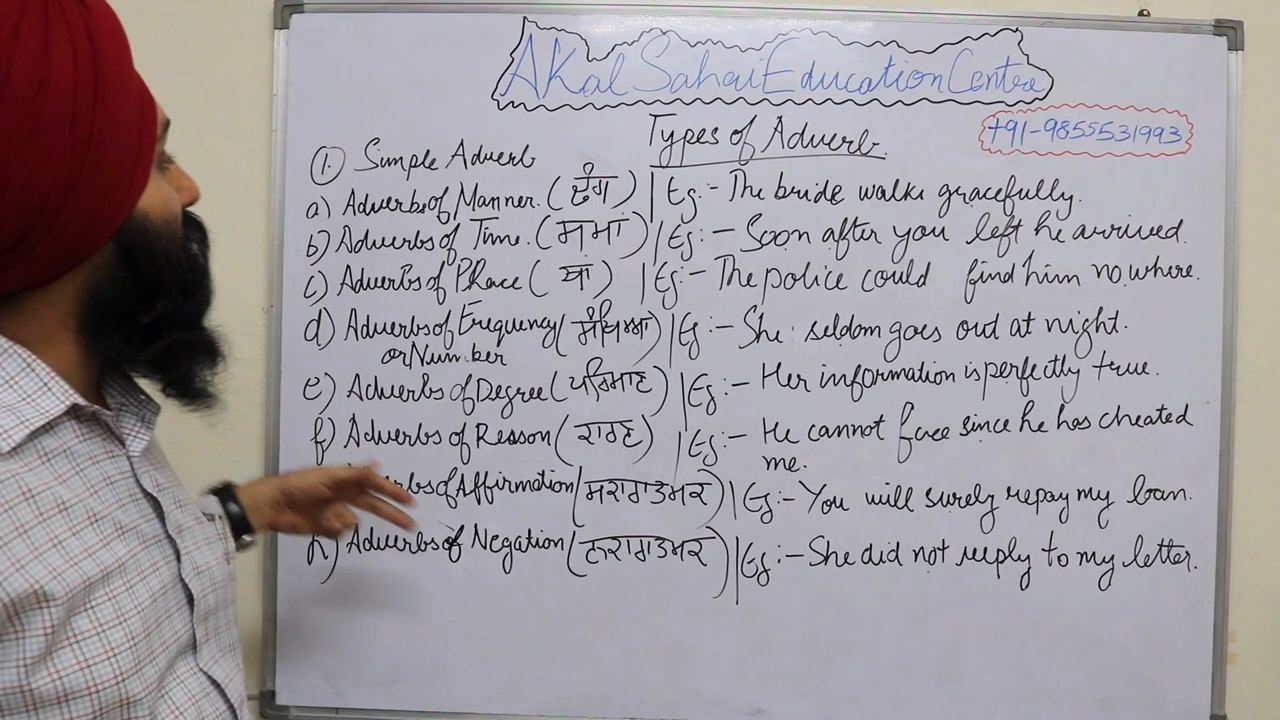 AKal Sahai Education Centre
Types of Adverb.
+91-9855531993
1. Simple Adverb
a) Adverbs of Manner. (ਢੰਗ) | Eg:- The bride walks gracefully.
b) Adverbs of Time. (ਸਮਾਂ) | Eg:- Soon after you left he arrived.
c) Adverbs of Place (ਥਾਂ) | Eg:- The police could find him nowhere.
d) Adverbs of Frequency (ਸੰਖਿਆ) | Eg:- She seldom goes out at night.
or Number
e) Adverbs of Degree (ਪਰਿਮਾਣ) | Eg:- Her information is perfectly true.
f) Adverbs of Reason (ਕਾਰਣ) | Eg:- He cannot face since he has cheated
me.
of Affirmation (ਸਕਾਰਾਤਮਕ) | Eg:- You will surely repay my loan.
h) Adverbs of Negation (ਨਕਾਰਾਤਮਕ) | Eg:- She did not reply to my letter.